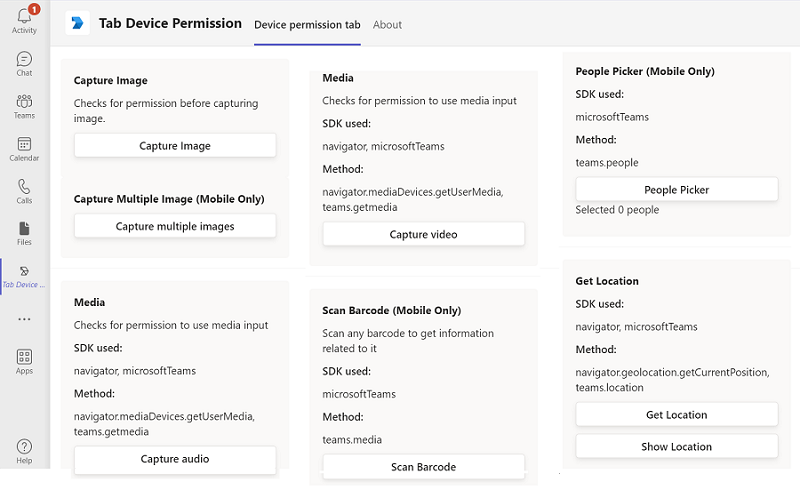 1
Activity
Chat
Teams
Calendar
Calls
Files
Tab Device ...
Apps
Help
Tab Device Permission
Device permission tab
About
Capture Image
Checks for permission before capturing
image.
Capture Image
Capture Multiple Image (Mobile Only)
Capture multiple images
Media
Checks for permission to use media input
SDK used:
navigator, microsoftTeams
Method:
navigator.mediaDevices.getUserMedia,
teams.getmedia
Capture audio
Media
Checks for permission to use media input
SDK used:
navigator, microsoftTeams
Method:
navigator.mediaDevices.getUserMedia,
teams.getmedia
Capture video
Scan Barcode (Mobile Only)
Scan any barcode to get information
related to it
SDK used:
microsoftTeams
Method:
teams.media
Scan Barcode
People Picker (Mobile Only)
SDK used:
microsoftTeams
Method:
teams.people
People Picker
Selected 0 people
Get Location
SDK used:
navigator, microsoftTeams
Method:
navigator.geolocation.getCurrentPosition,
teams.location
Get Location
Show Location